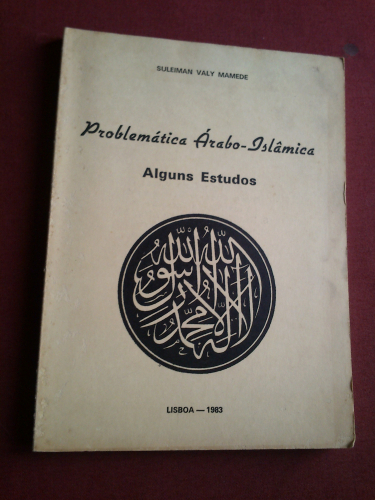 SULEIMAN VALY MAMEDE
Problemática Árabo-Islâmica
Alguns Estudos
لا إله إلا الله محمد رسول الله
LISBOA — 1983